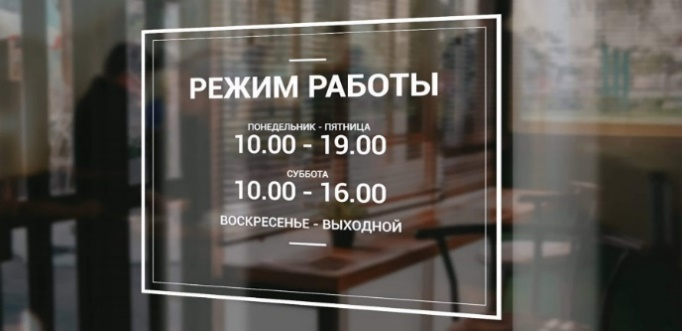 РЕЖИМ РАБОТЫ
ПОНЕДЕЛЬНИК - ПЯТНИЦА
10.00 - 19.00
СУББОТА
10.00 - 16.00
ВОСКРЕСЕНЬЕ - ВЫХОДНОЙ